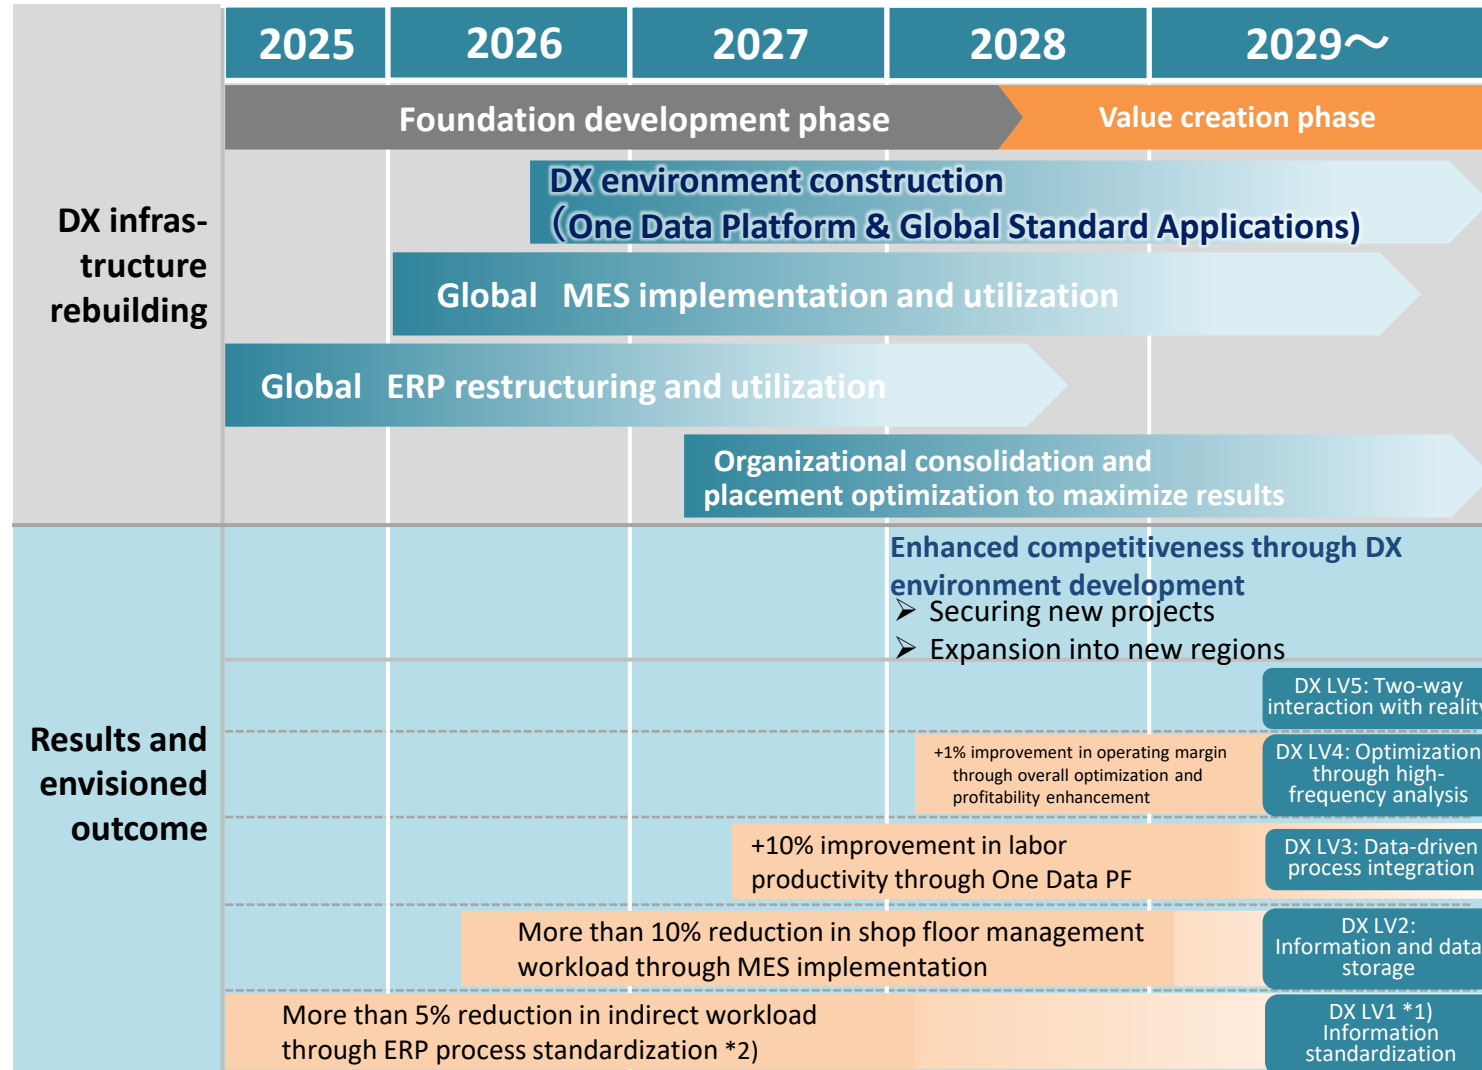 2025 2026 2027 2028 2029～
Foundation development phase
Value creation phase
DX infras-
tructure
rebuilding
DX environment construction
（One Data Platform & Global Standard Applications)
Global MES implementation and utilization
Global ERP restructuring and utilization
Organizational consolidation and
placement optimization to maximize results
Results and
envisioned
outcome
Enhanced competitiveness through DX
environment development
➢ Securing new projects
➢ Expansion into new regions
DX LV5: Two-way
interaction with reality
+1% improvement in operating margin
through overall optimization and
profitability enhancement
DX LV4: Optimization
through high-
frequency analysis
+10% improvement in labor
productivity through One Data PF
DX LV3: Data-driven
process integration
More than 10% reduction in shop floor management
workload through MES implementation
DX LV2:
Information and data
storage
More than 5% reduction in indirect workload
through ERP process standardization *2)
DX LV1 *1)
Information
standardization